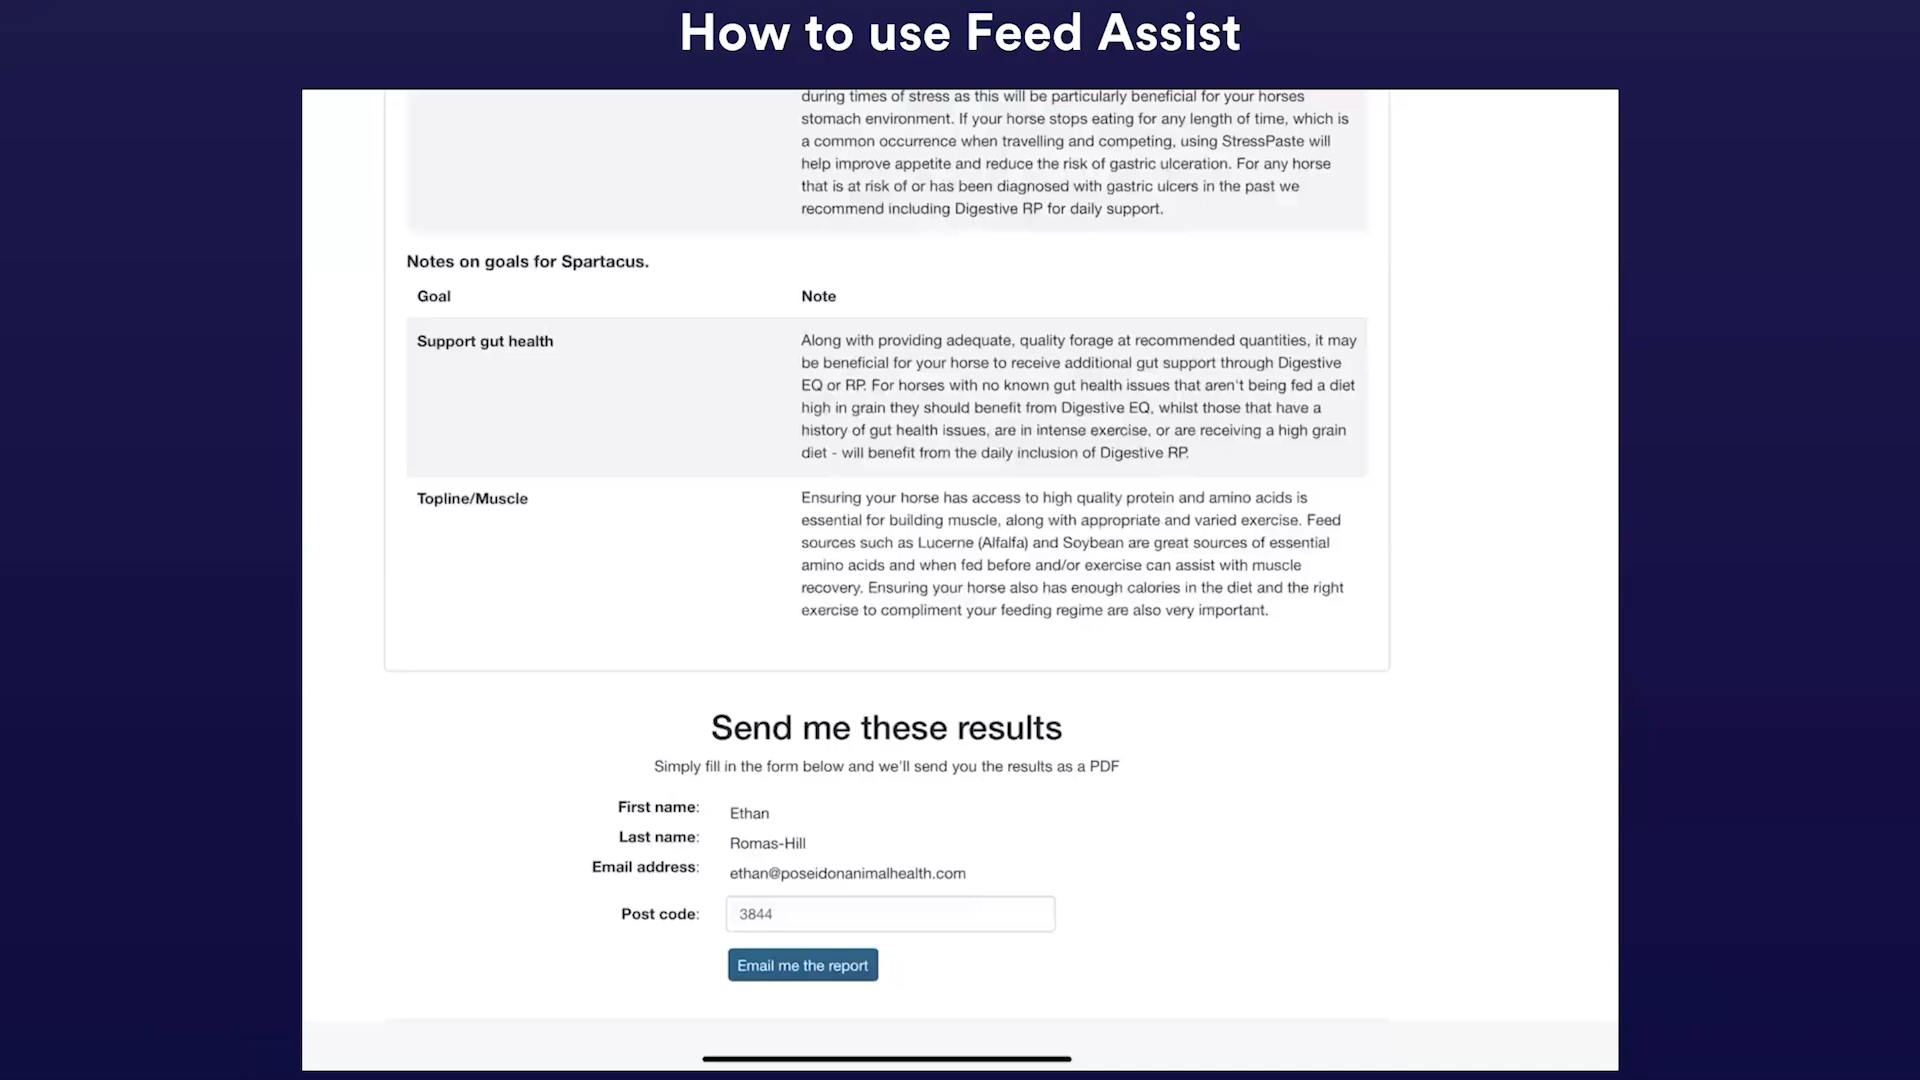 How to use Feed Assist
during times of stress as this will be particularly beneficial for your horses
stomach environment. If your horse stops eating for any length of time, which is
a common occurrence when travelling and competing, using StressPaste will
help improve appetite and reduce the risk of gastric ulceration. For any horse
that is at risk of or has been diagnosed with gastric ulcers in the past we
recommend including Digestive RP for daily support.
Notes on goals for Spartacus.
Goal Note
Support gut health
Along with providing adequate, quality forage at recommended quantities, it may
be beneficial for your horse to receive additional gut support through Digestive
EQ or RP. For horses with no known gut health issues that aren't being fed a diet
high in grain they should benefit from Digestive EQ, whilst those that have a
history of gut health issues, are in intense exercise, or are receiving a high grain
diet - will benefit from the daily inclusion of Digestive RP.
Topline/Muscle
Ensuring your horse has access to high quality protein and amino acids is
essential for building muscle, along with appropriate and varied exercise. Feed
sources such as Lucerne (Alfalfa) and Soybean are great sources of essential
amino acids and when fed before and/or exercise can assist with muscle
recovery. Ensuring your horse also has enough calories in the diet and the right
exercise to compliment your feeding regime are also very important.
Send me these results
Simply fill in the form below and we'll send you the results as a PDF
First name: Ethan
Last name: Romas-Hill
Email address: ethan@poseidonanimalhealth.com
Post code: 3844
Email me the report